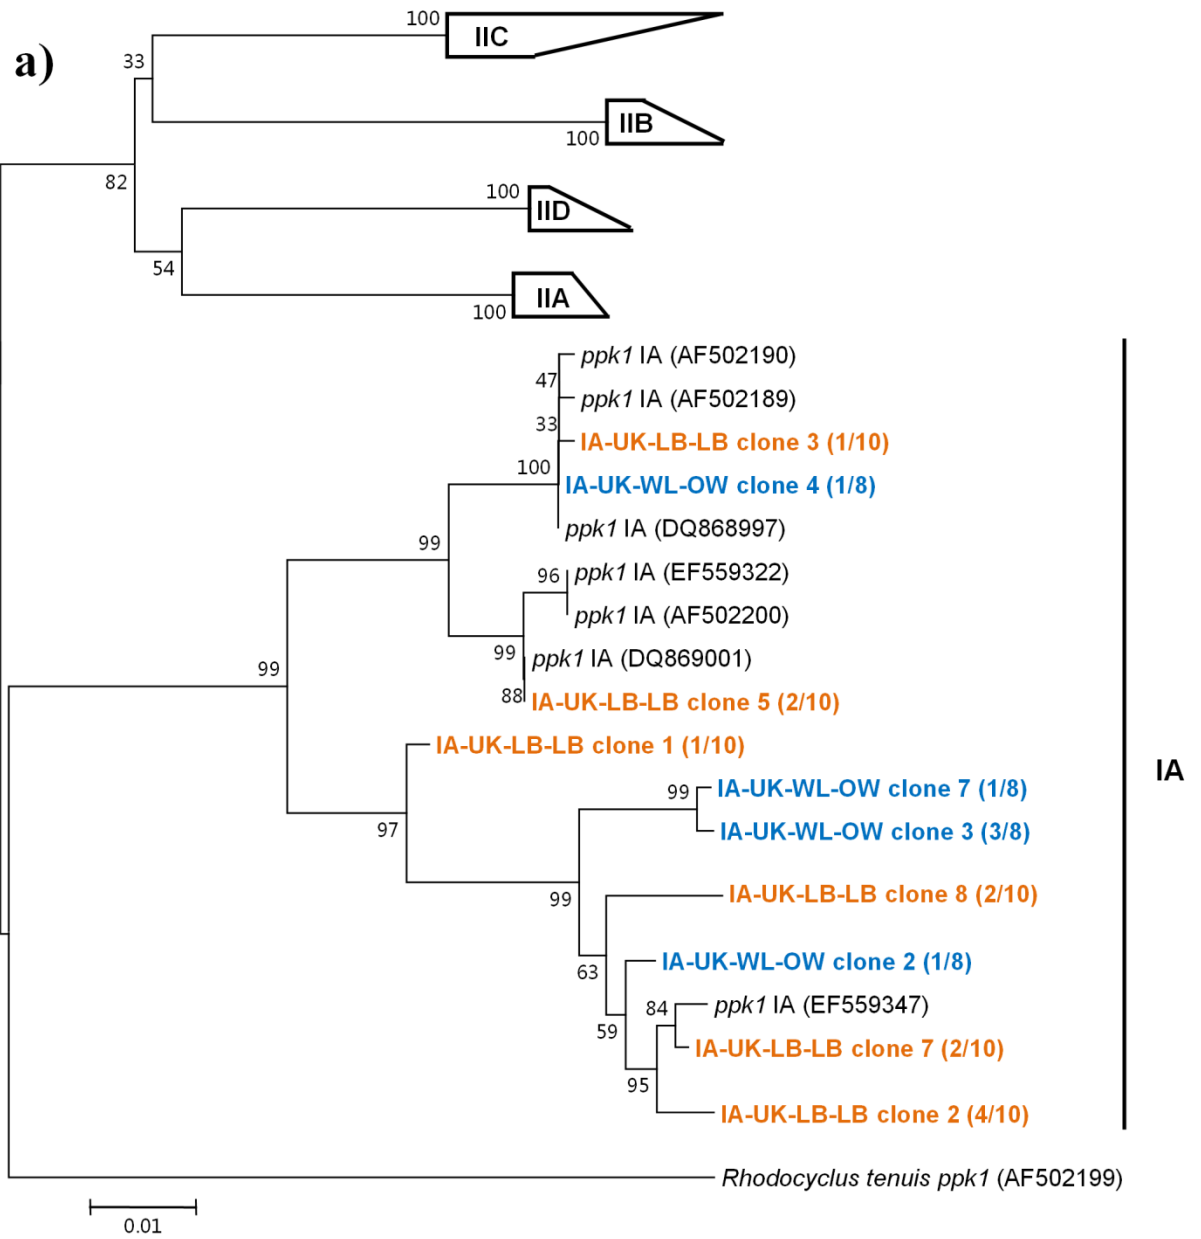 a)
100
IIC
33
IIB
100
82
100
IID
54
IIA
100
ppk1 IA (AF502190)
47
ppk1 IA (AF502189)
33
IA-UK-LB-LB clone 3 (1/10)
100
IA-UK-WL-OW clone 4 (1/8)
ppk1 IA (DQ868997)
99
96
ppk1 IA (EF559322)
ppk1 IA (AF502200)
99
ppk1 IA (DQ869001)
99
88
IA-UK-LB-LB clone 5 (2/10)
IA-UK-LB-LB clone 1 (1/10)
IA
99
IA-UK-WL-OW clone 7 (1/8)
97
IA-UK-WL-OW clone 3 (3/8)
99
IA-UK-LB-LB clone 8 (2/10)
63
IA-UK-WL-OW clone 2 (1/8)
84
ppk1 IA (EF559347)
59
IA-UK-LB-LB clone 7 (2/10)
95
IA-UK-LB-LB clone 2 (4/10)
Rhodocyclus tenuis ppk1 (AF502199)
0.01